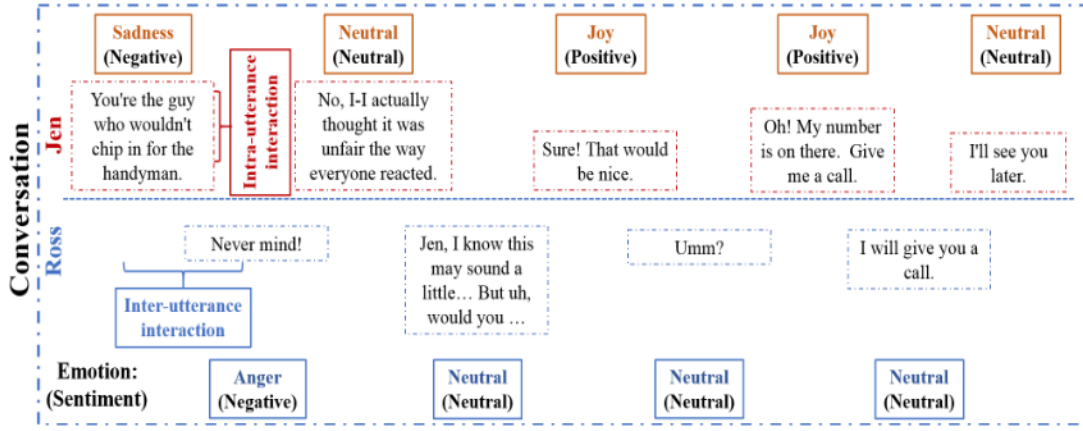 Sadness
(Negative)
Neutral
(Neutral)
Joy
(Positive)
Joy
(Positive)
Neutral
(Neutral)
Conversation
Jen
You're the guy
who wouldn't
chip in for the
handyman.
Intra-utterance
interaction
No, I-I actually
thought it was
unfair the way
everyone reacted.
Sure! That would
be nice.
Oh! My number
is on there. Give
me a call.
I'll see you
later.
Ross
Never mind!
Inter-utterance
interaction
Jen, I know this
may sound a
little… But uh,
would you …
Umm?
I will give you a
call.
Emotion:
(Sentiment)
Anger
(Negative)
Neutral
(Neutral)
Neutral
(Neutral)
Neutral
(Neutral)